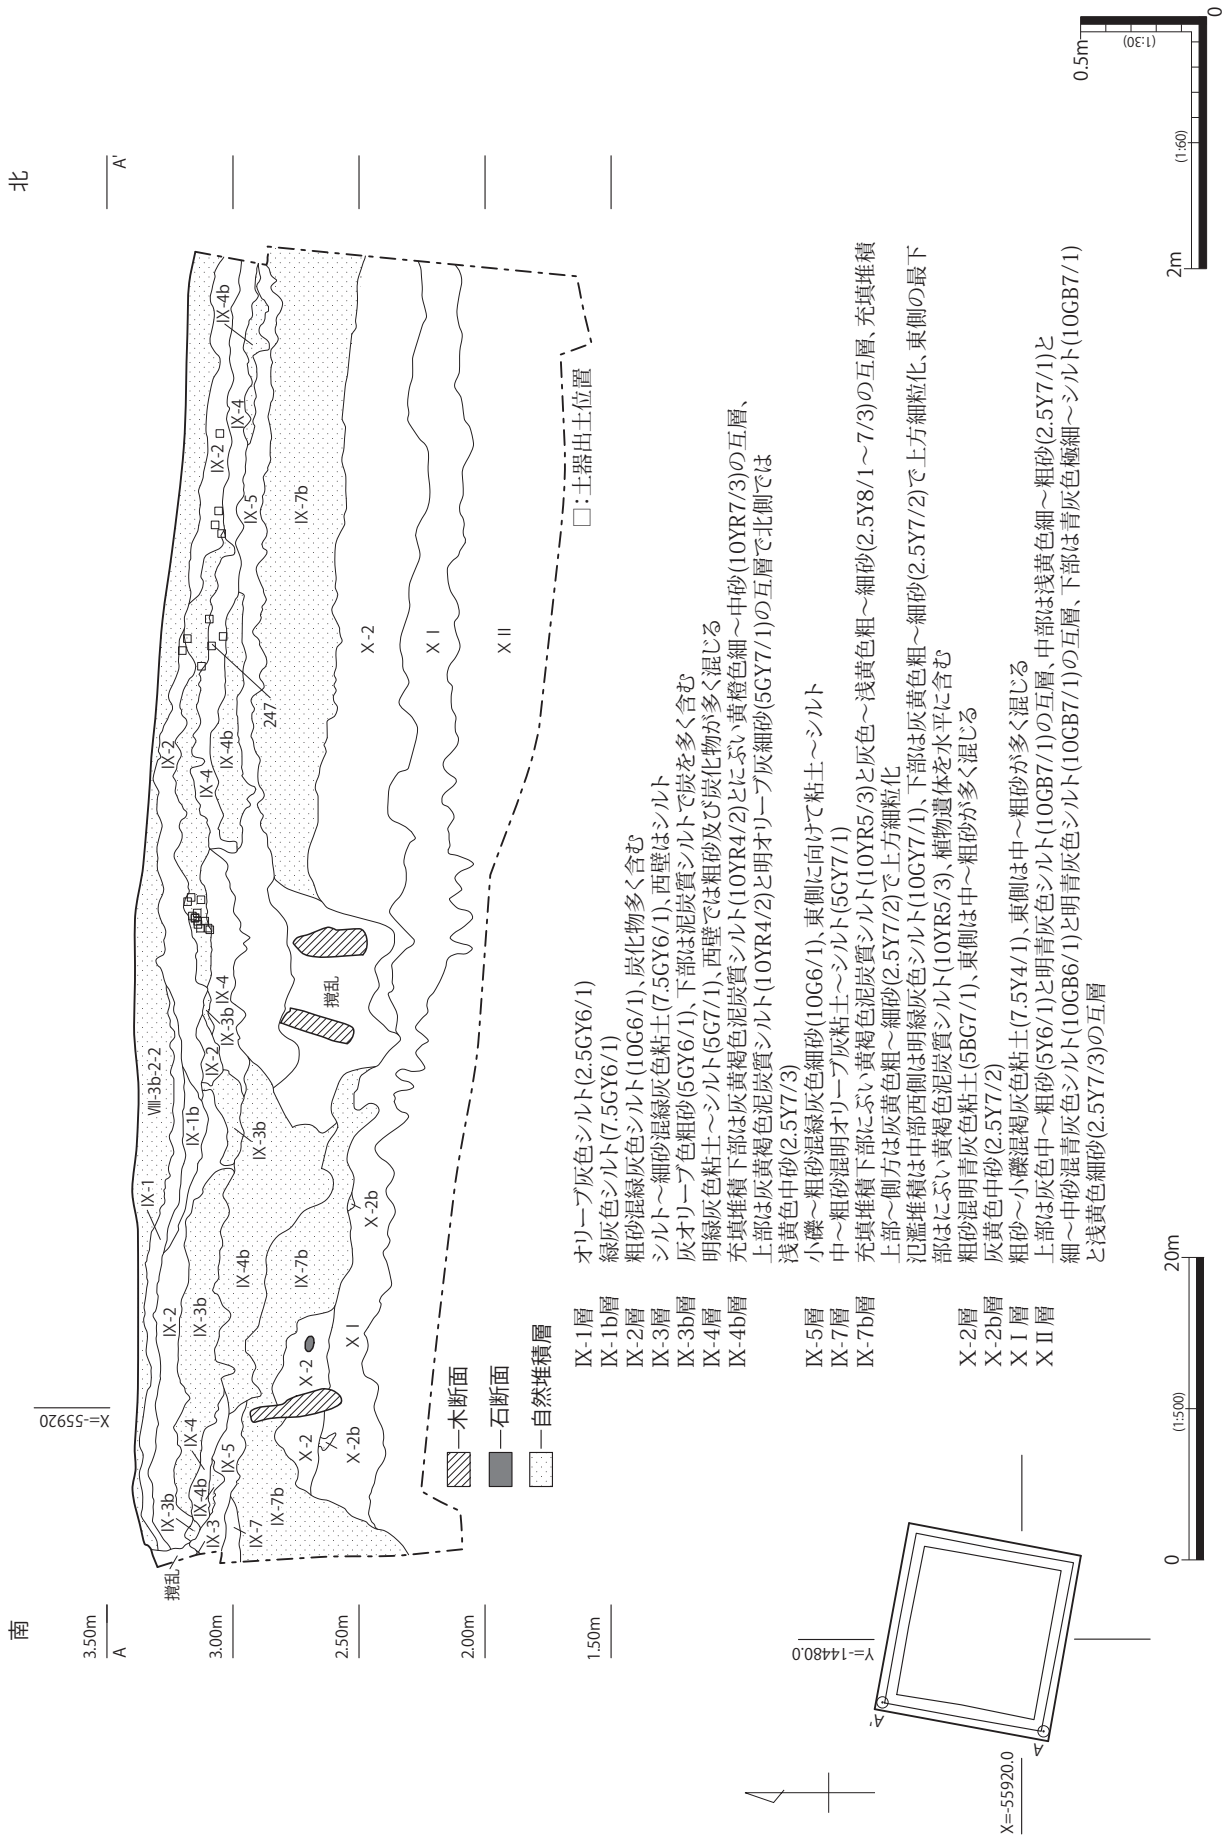 南
北
3.50m
A
A'
3.00m
2.50m
2.00m
1.50m
X=-55920
撹乱
Ⅷ-3b-2-2
IX-1
IX-1b
IX-2
IX-2
IX-2
IX-2
IX-3b
IX-3b
IX-3b
IX-3b
IX-3
IX-4
IX-4
IX-4
IX-4
IX-4b
IX-4b
IX-4b
IX-4b
IX-5
IX-5
IX-7
IX-7b
IX-7b
IX-7b
247
撹乱
X-2
X-2
X-2
X-2b
X-2b
X I
X I
X II
木断面
石断面
自然堆積層
□:土器出土位置
IX-1層 オリーブ灰色シルト(2.5GY6/1)
IX-1b層 緑灰色シルト(7.5GY6/1)
IX-2層 粗砂混緑灰色シルト(10G6/1)、炭化物多く含む
IX-3層 シルト～細砂混緑灰色粘土(7.5GY6/1)、西壁はシルト
IX-3b層 灰オリーブ色粗砂(5GY6/1)、下部は泥炭質シルトで炭を多く含む
IX-4層 明緑灰色粘土～シルト(5G7/1)、西壁では粗砂及び炭化物が多く混じる
IX-4b層 充填堆積下部は灰黄褐色泥炭質シルト(10YR4/2)とにぶい黄橙色細～中砂(10YR7/3)の互層、
上部は灰黄褐色泥炭質シルト(10YR4/2)と明オリーブ灰細砂(5GY7/1)の互層で北側では
浅黄色中砂(2.5Y7/3)
IX-5層 小礫～粗砂混緑灰色細砂(10G6/1)、東側に向けて粘土～シルト
IX-7層 中～粗砂混明オリーブ灰粘土～シルト(5GY7/1)
IX-7b層 充填堆積下部にぶい黄褐色泥炭質シルト(10YR5/3)と灰色～浅黄色粗～細砂(2.5Y8/1～7/3)の互層、充填堆積
上部～側方は灰黄色粗～細砂(2.5Y7/2)で上方細粒化
氾濫堆積は中部西側は明緑灰色シルト(10GY7/1)、下部は灰黄色粗～細砂(2.5Y7/2)で上方細粒化、東側の最下
部はにぶい黄褐色泥炭質シルト(10YR5/3)、植物遺体を水平に含む
X-2層 粗砂混明青灰色粘土(5BG7/1)、東側は中～粗砂が多く混じる
X-2b層 灰黄色中砂(2.5Y7/2)
X I 層 粗砂～小礫混褐灰色粘土(7.5Y4/1)、東側は中～粗砂が多く混じる
X II 層 上部は灰色中～粗砂(5Y6/1)と明青灰色シルト(10GB7/1)の互層、中部は浅黄色細～粗砂(2.5Y7/1)と
細～中砂混青灰色シルト(10GB6/1)と明青灰色シルト(10GB7/1)の互層、下部は青灰色極細～シルト(10GB7/1)
と浅黄色細砂(2.5Y7/3)の互層
X=-55920.0
Y=-14480.0
A
A'
0
(1:500)
20m
2m
(1:60)
0
(1:30)
0.5m